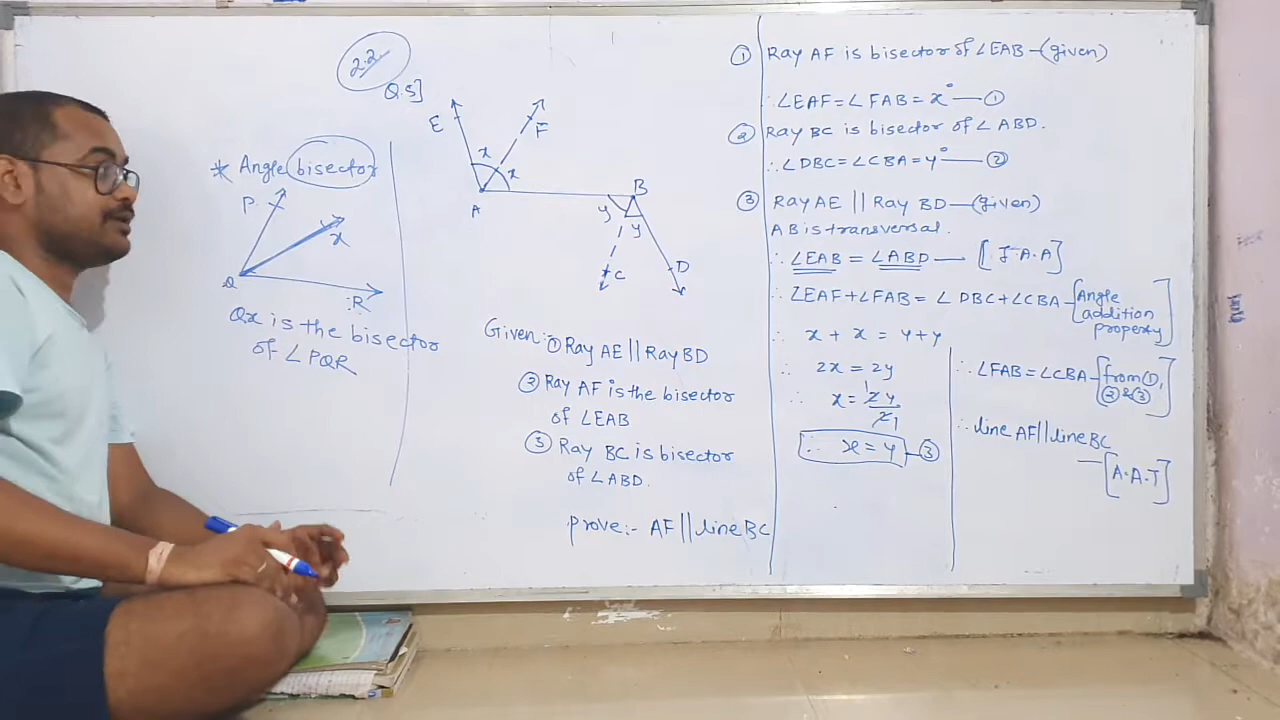 2.2
Q.5]
* Angle bisector
P
x
Q
R
Qx is the bisector
of ∠PQR
E
F
x
x
A
B
y
y
C
D
Given:- ① Ray AE || Ray BD
② Ray AF is the bisector
of ∠EAB
③ Ray BC is bisector
of ∠ABD.
prove:- AF || line BC
① Ray AF is bisector of ∠EAB - (given)
∴ ∠EAF = ∠FAB = x° — ①
② Ray BC is bisector of ∠ABD.
∴ ∠DBC = ∠CBA = y° — ②
③ Ray AE || Ray BD - (given)
AB is transversal.
∴ ∠EAB = ∠ABD — [I.A.A]
∴ ∠EAF + ∠FAB = ∠DBC + ∠CBA - [Angle
addition
property]
∴ x + x = y + y
∴ 2x = 2y
∴ x = 2y/2
∴ x = y - ③
∴ ∠FAB = ∠CBA - [from ①,
② & ③]
∴ line AF || line BC
— [A.A.T]